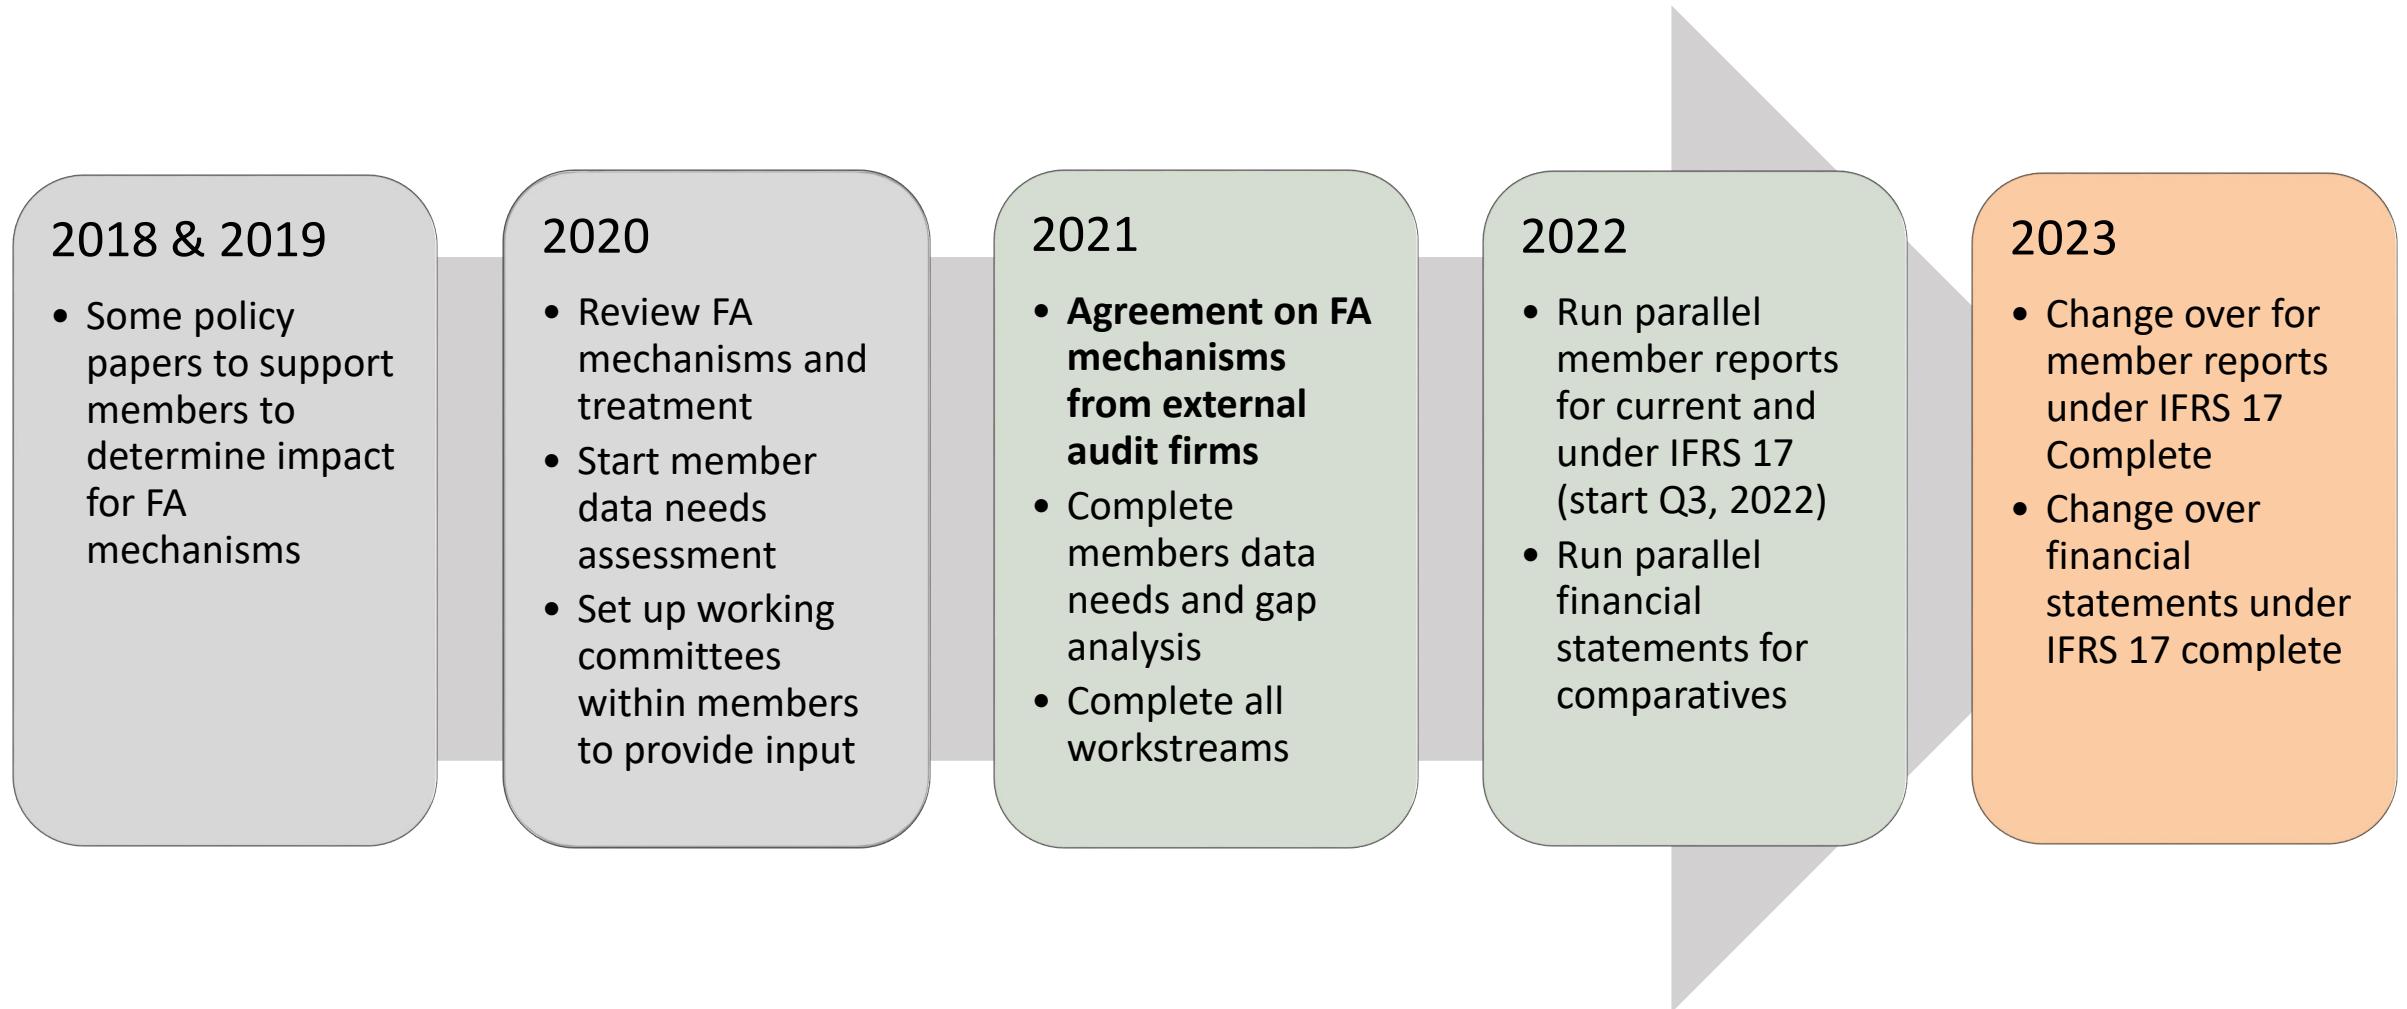 2018 & 2019
• Some policy
papers to support
members to
determine impact
for FA
mechanisms
2020
• Review FA
mechanisms and
treatment
• Start member
data needs
assessment
• Set up working
committees
within members
to provide input
2021
• Agreement on FA
mechanisms
from external
audit firms
• Complete
members data
needs and gap
analysis
• Complete all
workstreams
2022
• Run parallel
member reports
for current and
under IFRS 17
(start Q3, 2022)
• Run parallel
financial
statements for
comparatives
2023
• Change over for
member reports
under IFRS 17
Complete
• Change over
financial
statements under
IFRS 17 complete